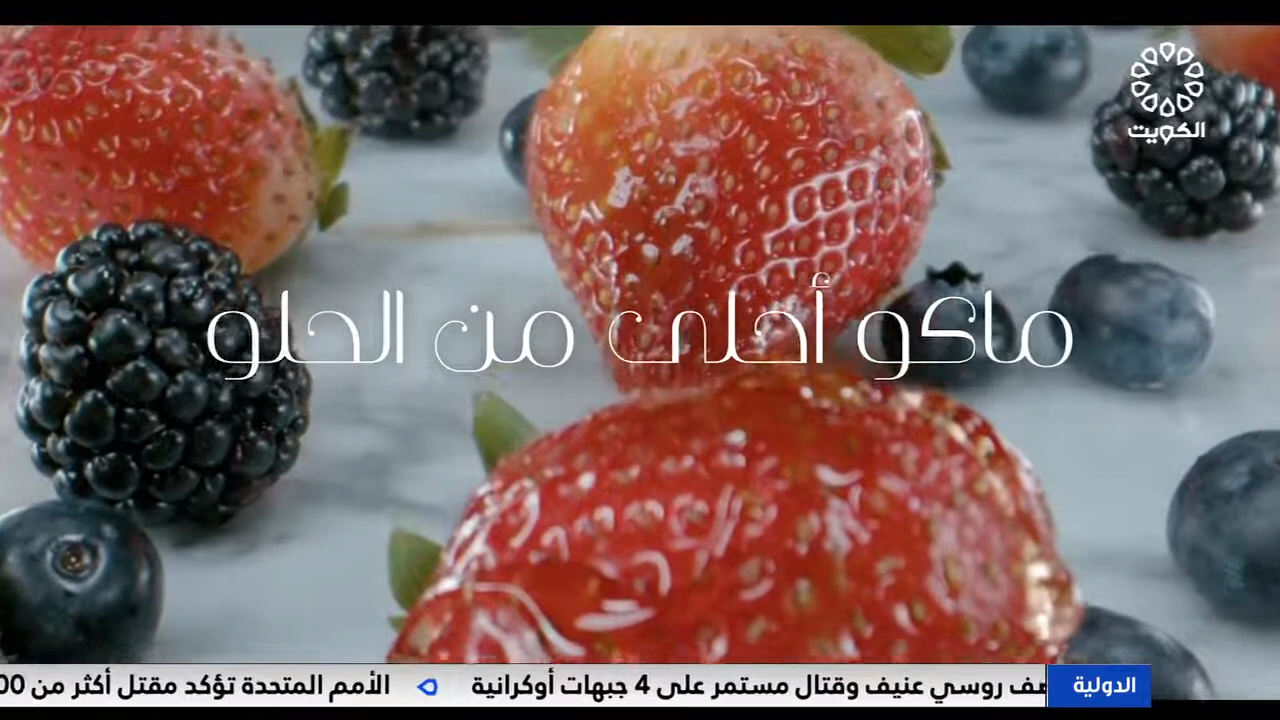 الكويت
ماكو أحلى من الحلو
الدولية
روسي عنيف وقتال مستمر على 4 جبهات أوكرانية
الأمم المتحدة تؤكد مقتل أكثر من